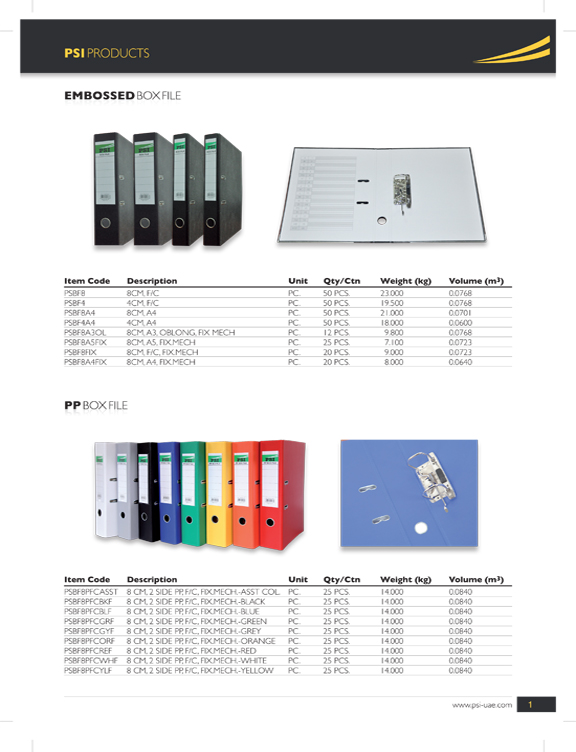 PSI PRODUCTS
EMBOSSED BOX FILE
PSI PSI PSI PSI
Item Code Description Unit Qty/Ctn Weight (kg) Volume (m³)
PSBF8 8CM, F/C PC. 50 PCS. 23.000 0.0768
PSBF4 4CM, F/C PC. 50 PCS. 19.500 0.0768
PSBF8A4 8CM, A4 PC. 50 PCS. 21.000 0.0701
PSBF4A4 4CM, A4 PC. 50 PCS. 18.000 0.0600
PSBF8A3OL 8CM, A3, OBLONG, FIX MECH PC. 12 PCS. 9.800 0.0768
PSBF8A5FIX 8CM, A5, FIX.MECH PC. 25 PCS. 7.100 0.0723
PSBF8FIX 8CM, F/C, FIX.MECH PC. 20 PCS. 9.000 0.0723
PSBF8A4FIX 8CM, A4, FIX.MECH PC. 20 PCS. 8.000 0.0640
PP BOX FILE
PSI PSI PSI PSI PSI PSI
Item Code Description Unit Qty/Ctn Weight (kg) Volume (m³)
PSBF8PFCASST 8 CM, 2 SIDE PP, F/C, FIX.MECH.-ASST COL. PC. 25 PCS. 14.000 0.0840
PSBF8PFCBKF 8 CM, 2 SIDE PP, F/C, FIX.MECH.-BLACK PC. 25 PCS. 14.000 0.0840
PSBF8PFCBLF 8 CM, 2 SIDE PP, F/C, FIX.MECH.-BLUE PC. 25 PCS. 14.000 0.0840
PSBF8PFCGRF 8 CM, 2 SIDE PP, F/C, FIX.MECH.-GREEN PC. 25 PCS. 14.000 0.0840
PSBF8PFCGYF 8 CM, 2 SIDE PP, F/C, FIX.MECH.-GREY PC. 25 PCS. 14.000 0.0840
PSBF8PFCORF 8 CM, 2 SIDE PP, F/C, FIX.MECH.-ORANGE PC. 25 PCS. 14.000 0.0840
PSBF8PFCREF 8 CM, 2 SIDE PP, F/C, FIX.MECH.-RED PC. 25 PCS. 14.000 0.0840
PSBF8PFCWHF 8 CM, 2 SIDE PP, F/C, FIX.MECH.-WHITE PC. 25 PCS. 14.000 0.0840
PSBF8PFCYLF 8 CM, 2 SIDE PP, F/C, FIX.MECH.-YELLOW PC. 25 PCS. 14.000 0.0840
www.psi-uae.com 1